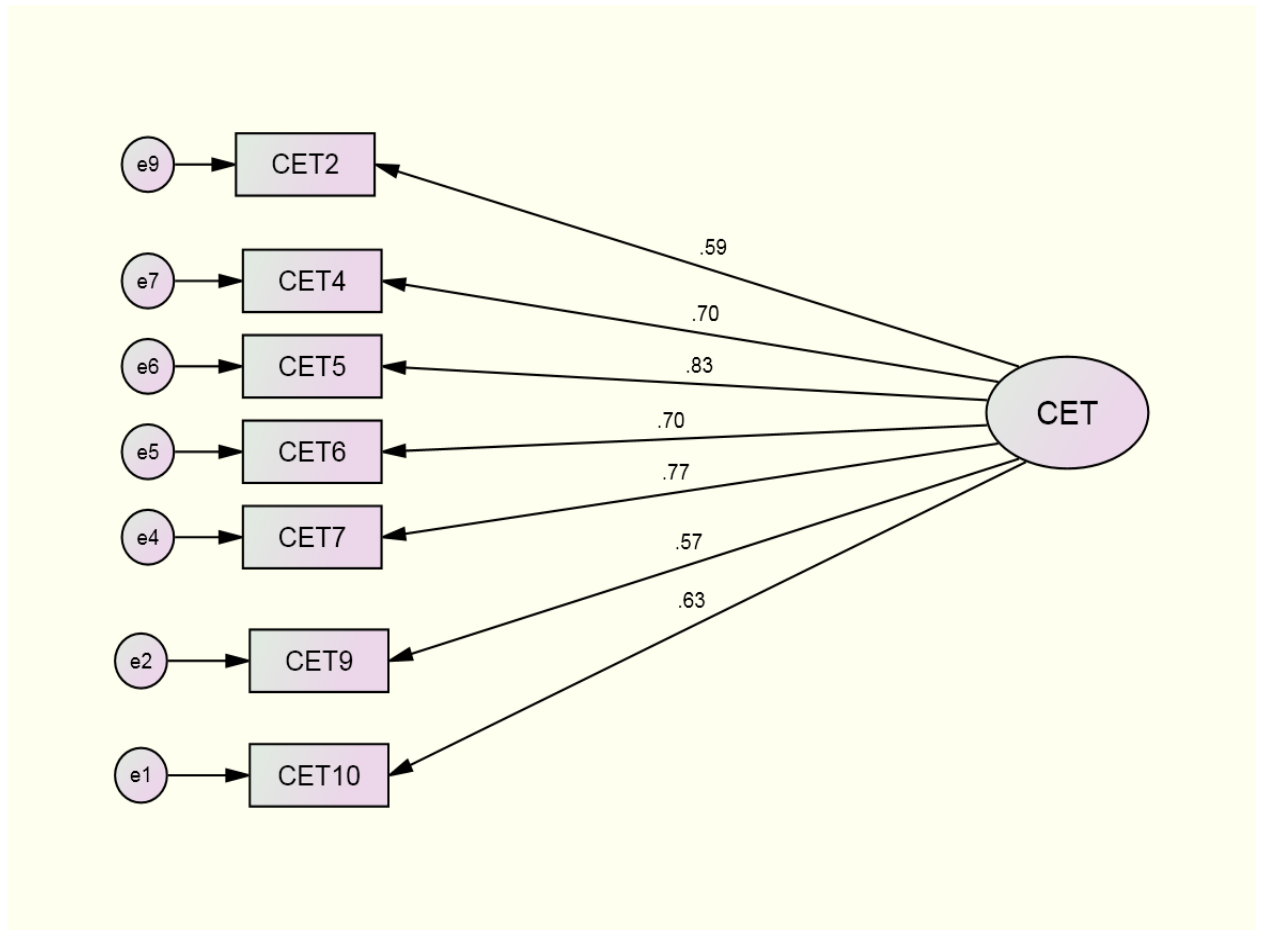 e9
CET2
.59
e7
CET4
.70
e6
CET5
.83
e5
CET6
.70
e4
CET7
.77
CET
e2
CET9
.57
e1
CET10
.63